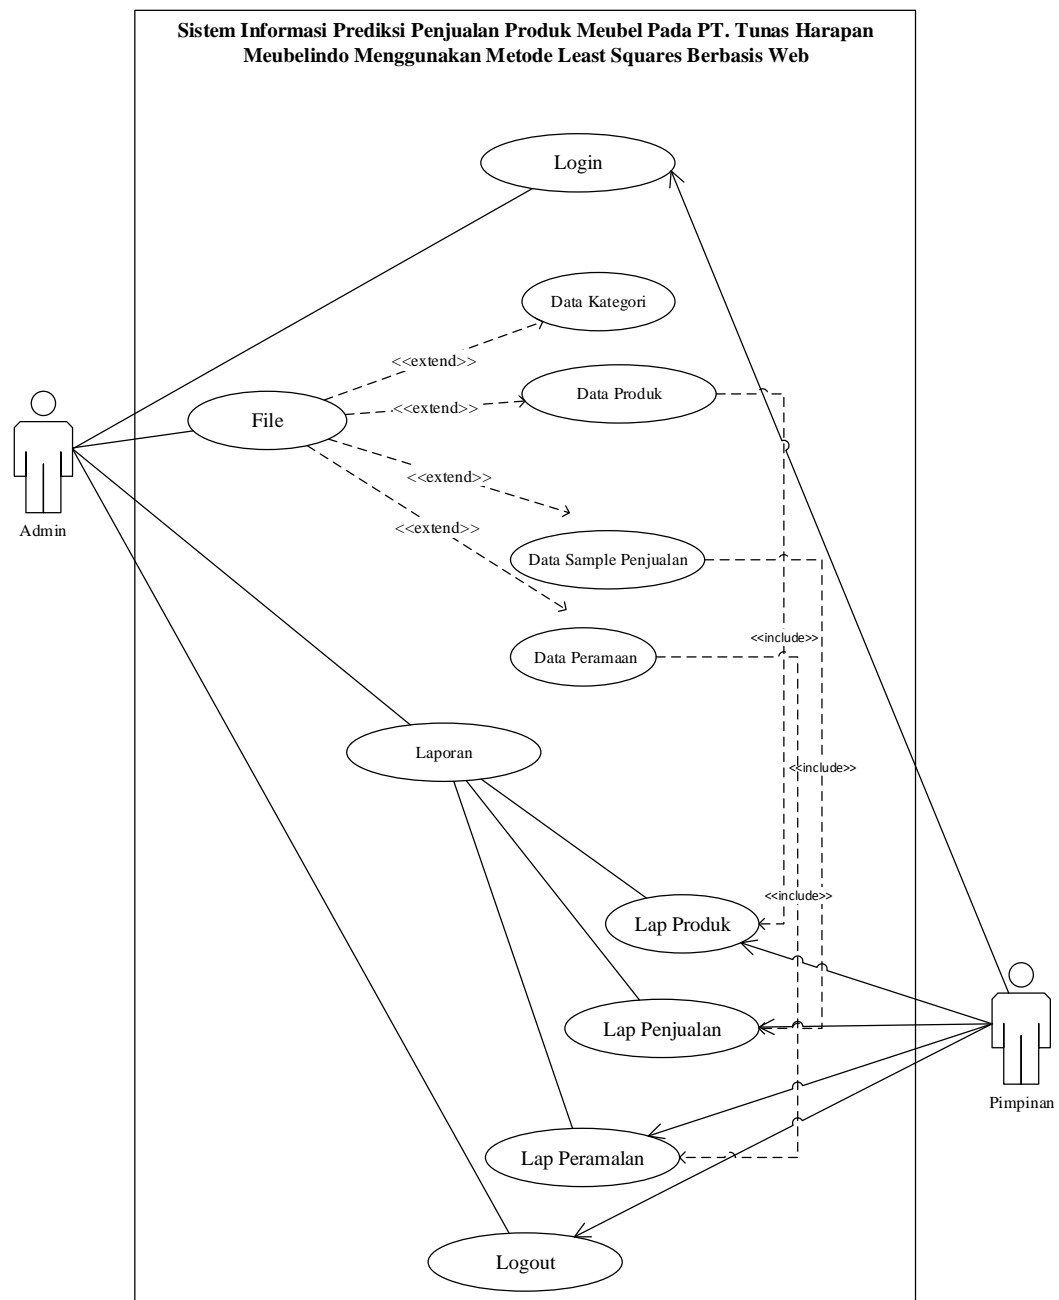 Sistem Informasi Prediksi Penjualan Produk Meubel Pada PT. Tunas Harapan
Meubelindo Menggunakan Metode Least Squares Berbasis Web
Login
Data Kategori
<<extend>>
Data Produk
<<extend>>
File
<<extend>>
<<extend>>
Admin
Data Sample Penjualan
<<include>>
Data Peramaan
Laporan
<<include>>
<<include>>
Lap Produk
Lap Penjualan
Pimpinan
Lap Peramalan
Logout